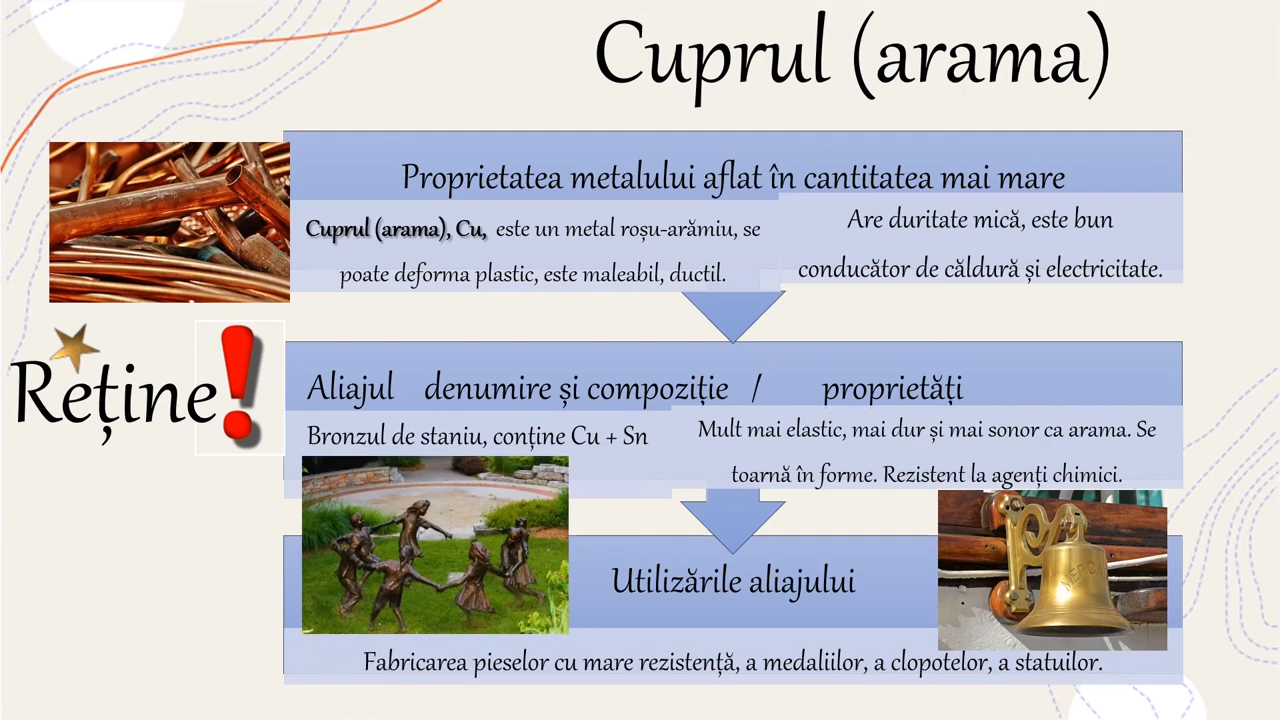 Cuprul (arama)
Proprietatea metalului aflat în cantitatea mai mare
Cuprul (arama), Cu, este un metal roșu-arămiu, se
poate deforma plastic, este maleabil, ductil.
Are duritate mică, este bun
conducător de căldură și electricitate.
Reține!
Aliajul denumire și compoziție / proprietăți
Bronzul de staniu, conține Cu + Sn
Mult mai elastic, mai dur și mai sonor ca arama. Se
toarnă în forme. Rezistent la agenți chimici.
Utilizările aliajului
Fabricarea pieselor cu mare rezistență, a medaliilor, a clopotelor, a statuilor.